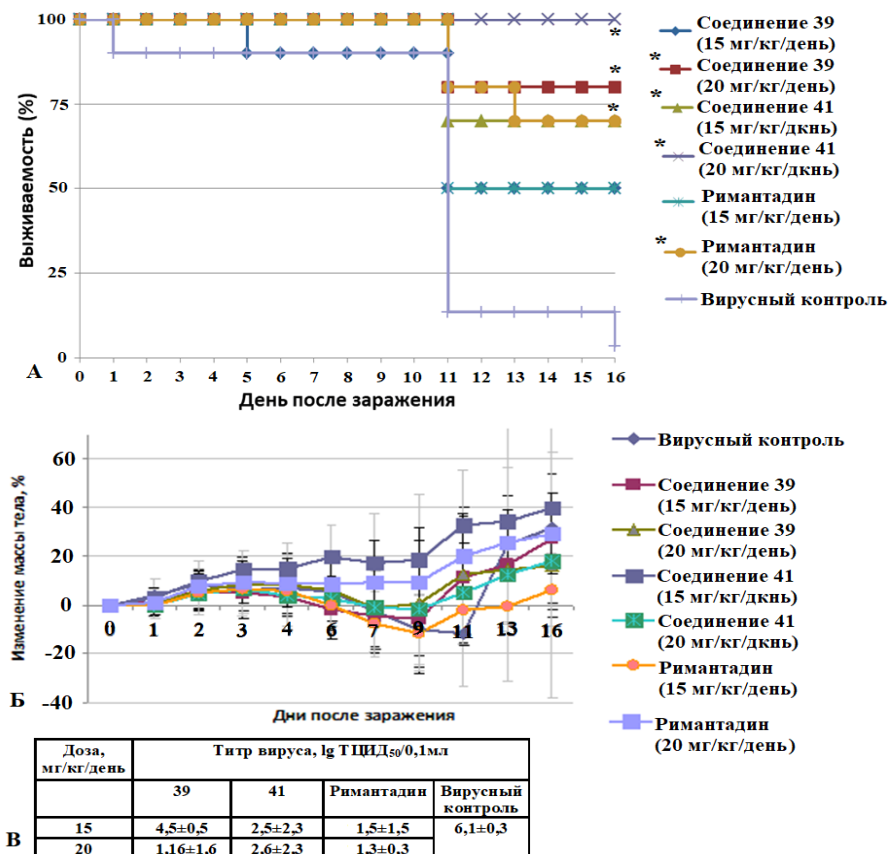 100
75
50
25
0
Выживаемость (%)
0 1 2 3 4 5 6 7 8 9 10 11 12 13 14 15 16
День после заражения
А
* Соединение 39
(15 мг/кг/день)
* Соединение 39
* (20 мг/кг/день)
* Соединение 41
* (15 мг/кг/дкнь)
* Соединение 41
(20 мг/кг/дкнь)
Римантадин
(15 мг/кг/день)
* Римантадин
(20 мг/кг/день)
Вирусный контроль
60
40
20
0
-20
-40
Изменение массы тела, %
0 1 2 3 4 6 7 9 11 13 16
Дни после заражения
Б
Вирусный контроль
Соединение 39
(15 мг/кг/день)
Соединение 39
(20 мг/кг/день)
Соединение 41
(15 мг/кг/дкнь)
Соединение 41
(20 мг/кг/дкнь)
Римантадин
(15 мг/кг/день)
Римантадин
(20 мг/кг/день)
Доза, Титр вируса, lg ТЦИД50/0,1мл
мг/кг/день
39 41 Римантадин Вирусный
контроль
15 4,5±0,5 2,5±2,3 1,5±1,5 6,1±0,3
В
20 1,16±1,6 2,6±2,3 1,3±0,3